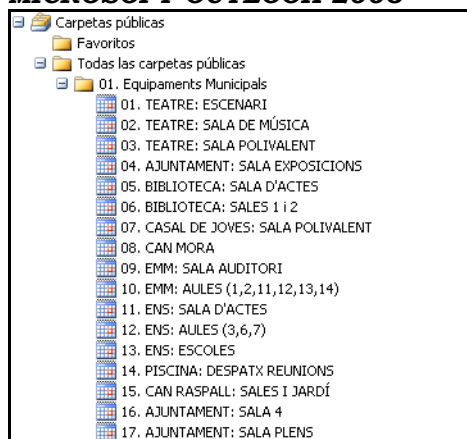 MICROSOFT OUTLOOK 2003
Carpetas públicas
Favoritos
Todas las carpetas públicas
01. Equipaments Municipals
01. TEATRE: ESCENARI
02. TEATRE: SALA DE MÚSICA
03. TEATRE: SALA POLIVALENT
04. AJUNTAMENT: SALA EXPOSICIONS
05. BIBLIOTECA: SALA D'ACTES
06. BIBLIOTECA: SALES 1 i 2
07. CASAL DE JOVES: SALA POLIVALENT
08. CAN MORA
09. EMM: SALA AUDITORI
10. EMM: AULES (1,2,11,12,13,14)
11. ENS: SALA D'ACTES
12. ENS: AULES (3,6,7)
13. ENS: ESCOLES
14. PISCINA: DESPATX REUNIONS
15. CAN RASPALL: SALES I JARDÍ
16. AJUNTAMENT: SALA 4
17. AJUNTAMENT: SALA PLENS